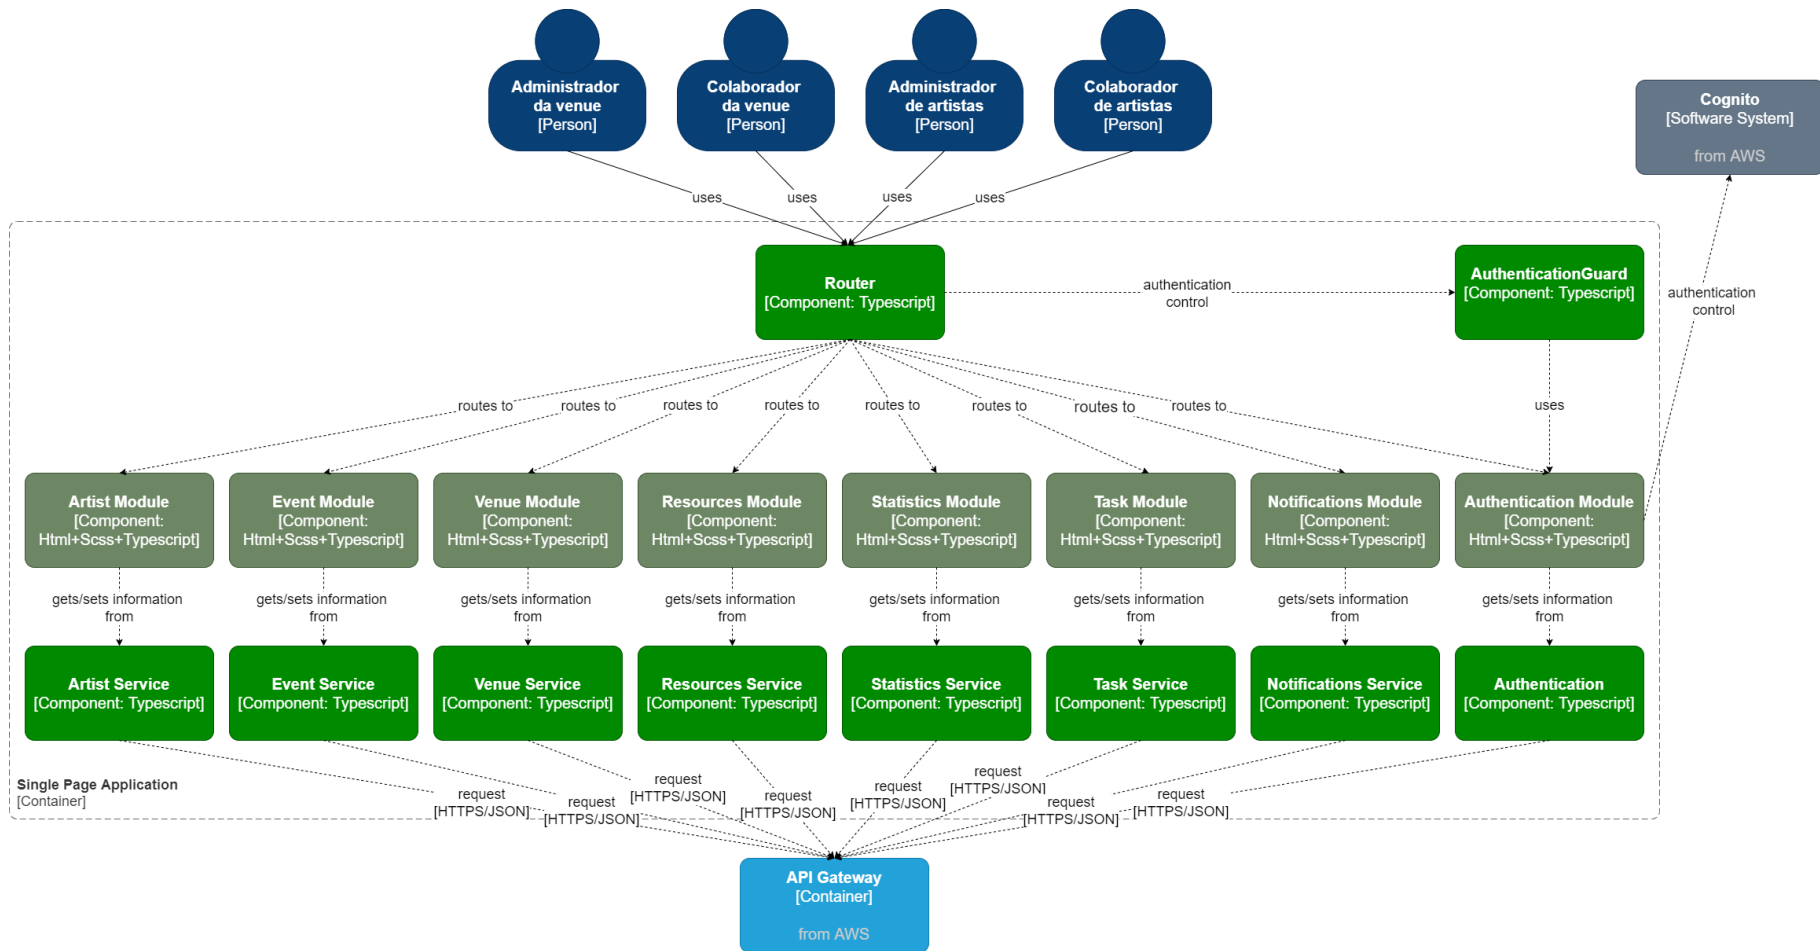 Administrador
da venue
[Person]
Colaborador
da venue
[Person]
Administrador
de artistas
[Person]
Colaborador
de artistas
[Person]
Cognito
[Software System]
from AWS
uses
uses
uses
uses
Router
[Component: Typescript]
authentication
control
AuthenticationGuard
[Component: Typescript]
authentication
control
routes to
routes to
routes to
routes to
routes to
routes to
routes to
routes to
uses
Artist Module
[Component:
Html+Scss+Typescript]
Event Module
[Component:
Html+Scss+Typescript]
Venue Module
[Component:
Html+Scss+Typescript]
Resources Module
[Component:
Html+Scss+Typescript]
Statistics Module
[Component:
Html+Scss+Typescript]
Task Module
[Component:
Html+Scss+Typescript]
Notifications Module
[Component:
Html+Scss+Typescript]
Authentication Module
[Component:
Html+Scss+Typescript]
gets/sets information
from
gets/sets information
from
gets/sets information
from
gets/sets information
from
gets/sets information
from
gets/sets information
from
gets/sets information
from
gets/sets information
from
Artist Service
[Component: Typescript]
Event Service
[Component: Typescript]
Venue Service
[Component: Typescript]
Resources Service
[Component: Typescript]
Statistics Service
[Component: Typescript]
Task Service
[Component: Typescript]
Notifications Service
[Component: Typescript]
Authentication
[Component: Typescript]
Single Page Application
[Container]
request
[HTTPS/JSON]
request
[HTTPS/JSON]
request
[HTTPS/JSON]
request
[HTTPS/JSON]
request
[HTTPS/JSON]
request
[HTTPS/JSON]
request
[HTTPS/JSON]
request
[HTTPS/JSON]
API Gateway
[Container]
from AWS